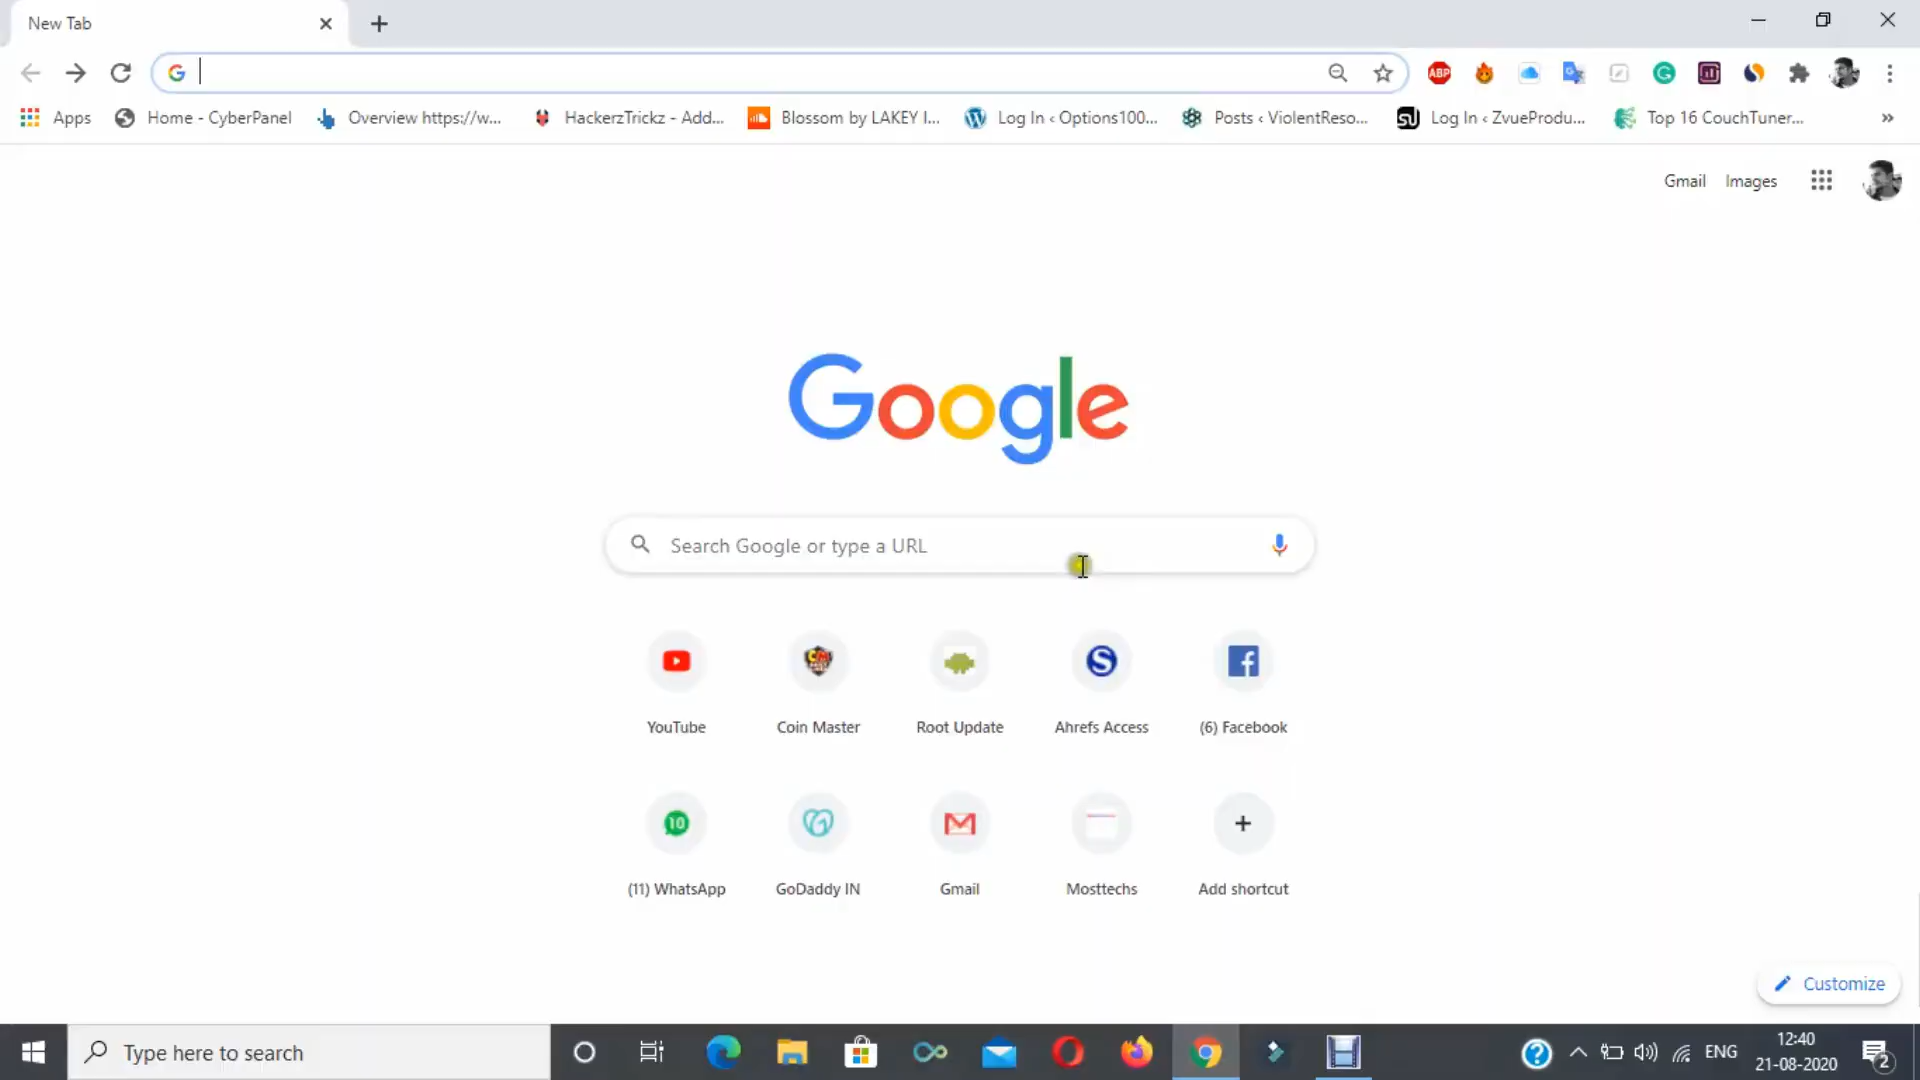 New Tab
ABP
Apps
Home - CyberPanel
Overview https://w...
HackerzTrickz - Add...
Blossom by LAKEY I...
Log In ‹ Options100...
Posts ‹ ViolentReso...
Log In ‹ ZvueProdu...
Top 16 CouchTuner...
»
Gmail Images
Google
Search Google or type a URL
YouTube
Coin Master
Root Update
Ahrefs Access
(6) Facebook
10
(11) WhatsApp
GoDaddy IN
Gmail
Mosttechs
Add shortcut
Customize
Type here to search
ENG
12:40
21-08-2020
2